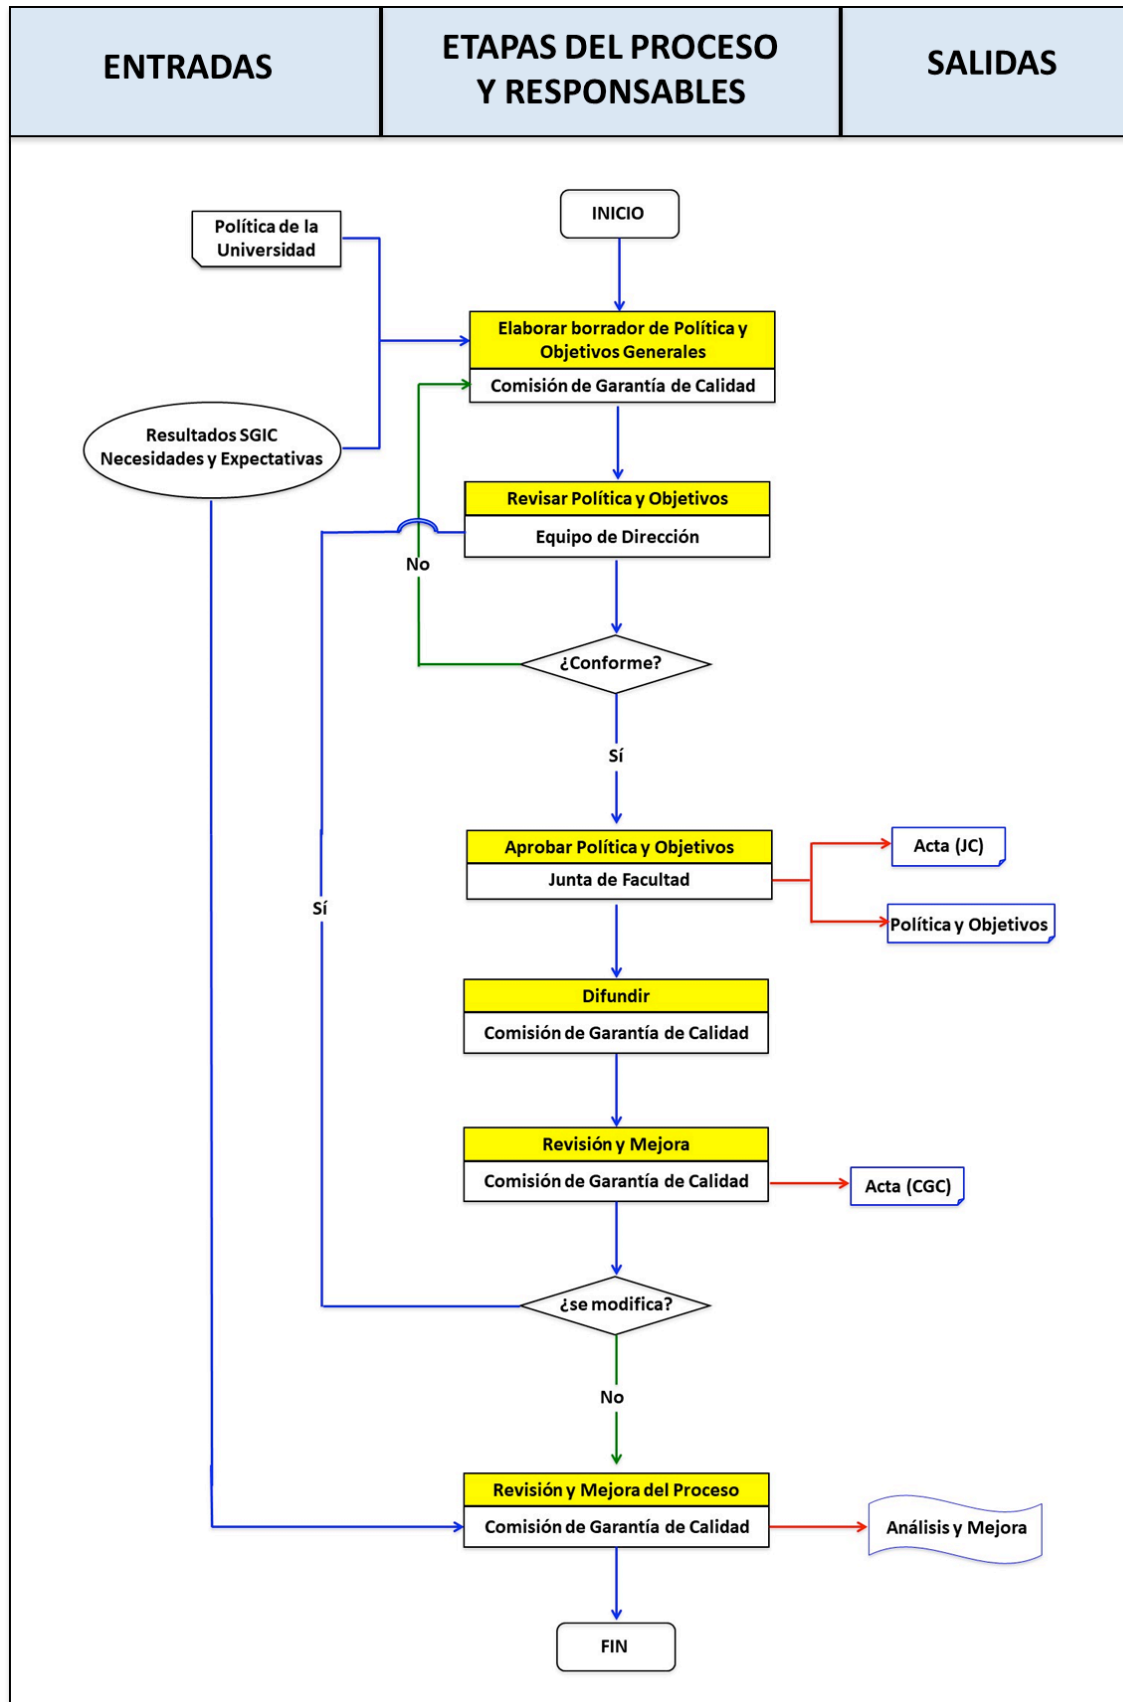 ENTRADAS
ETAPAS DEL PROCESO
Y RESPONSABLES
SALIDAS
INICIO
Política de la
Universidad
Elaborar borrador de Política y
Objetivos Generales
Comisión de Garantía de Calidad
Resultados SGIC
Necesidades y Expectativas
Revisar Política y Objetivos
Equipo de Dirección
No
¿Conforme?
Sí
Aprobar Política y Objetivos
Junta de Facultad
Acta (JC)
Política y Objetivos
Sí
Difundir
Comisión de Garantía de Calidad
Revisión y Mejora
Comisión de Garantía de Calidad
Acta (CGC)
¿se modifica?
No
Revisión y Mejora del Proceso
Comisión de Garantía de Calidad
Análisis y Mejora
FIN